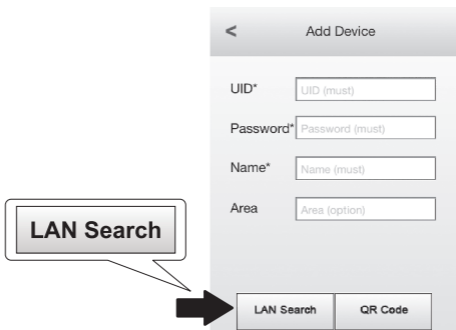 < Add Device
UID* UID (must)
Password* Password (must)
Name* Name (must)
Area Area (option)
LAN Search
LAN Search QR Code